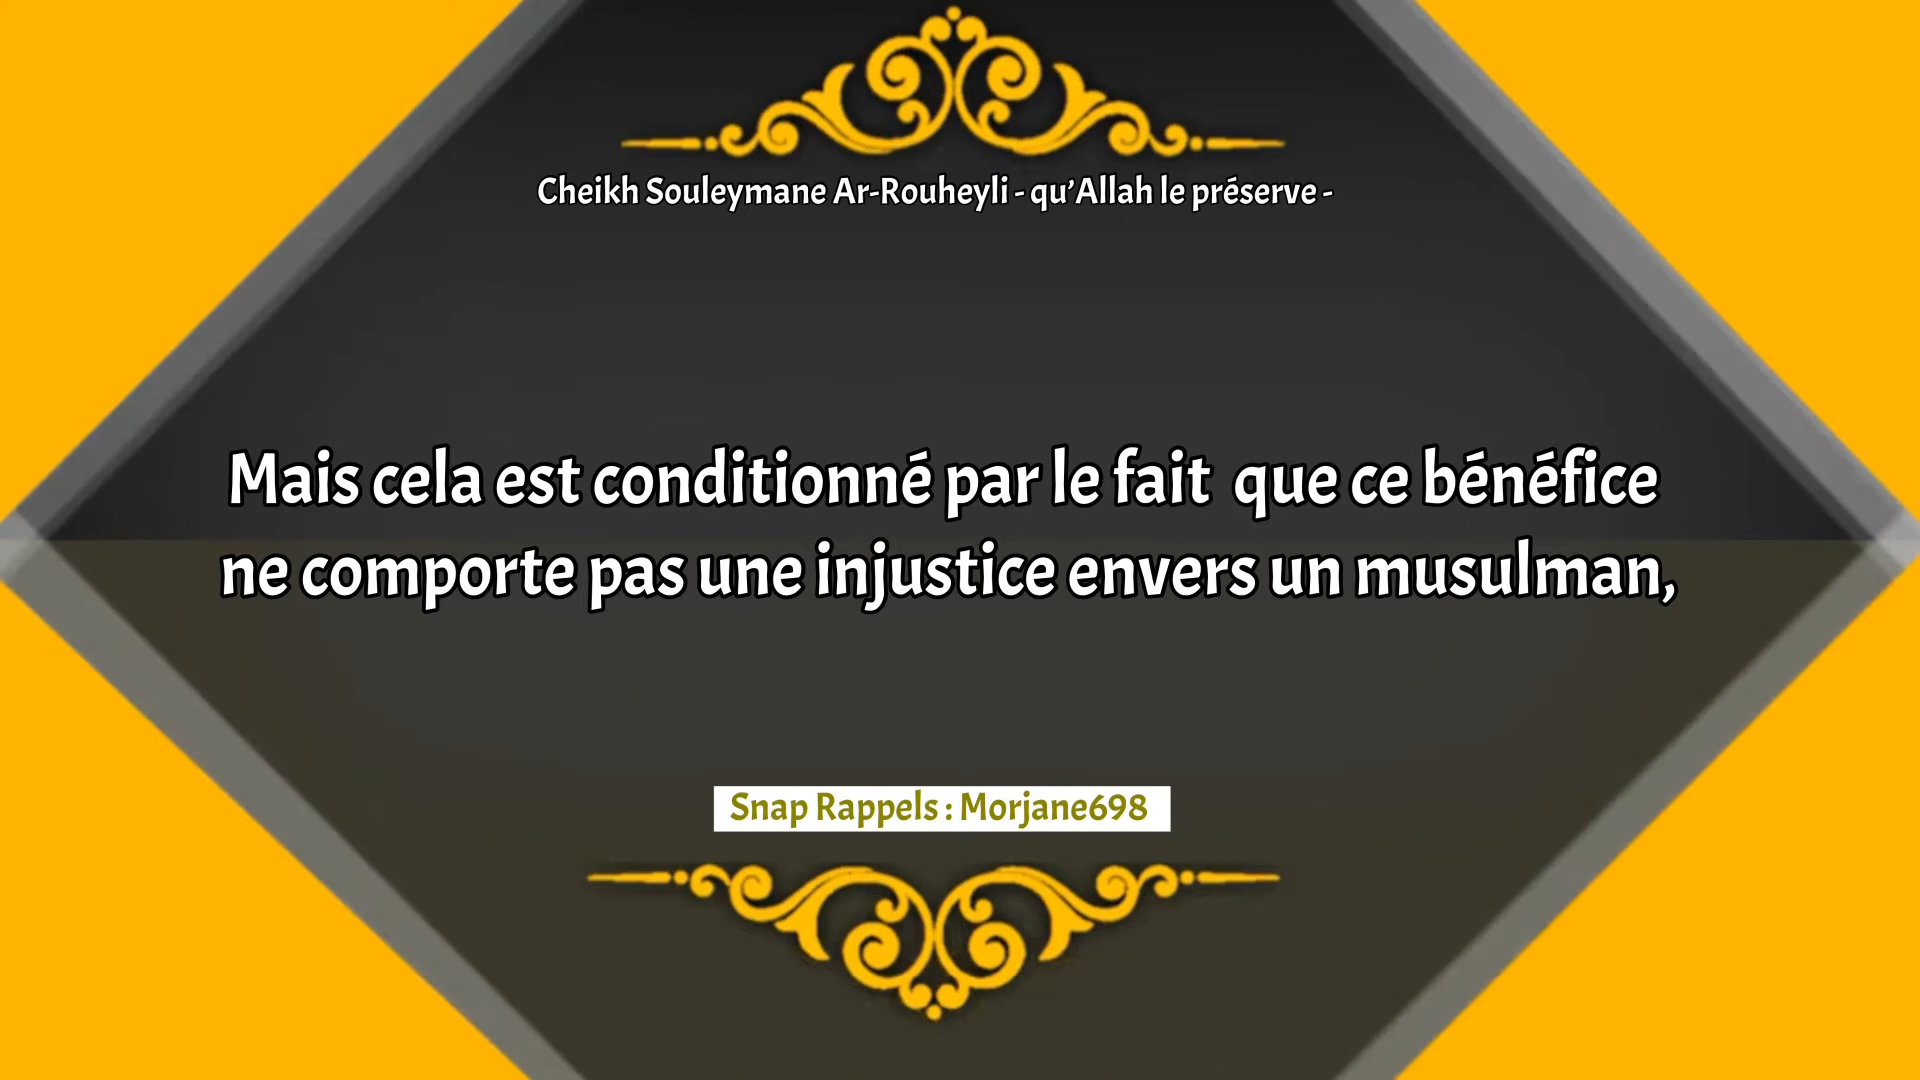 Cheikh Souleymane Ar-Rouheyli - qu’Allah le préserve -
Mais cela est conditionné par le fait  que ce bénéfice
ne comporte pas une injustice envers un musulman,
Snap Rappels : Morjane698